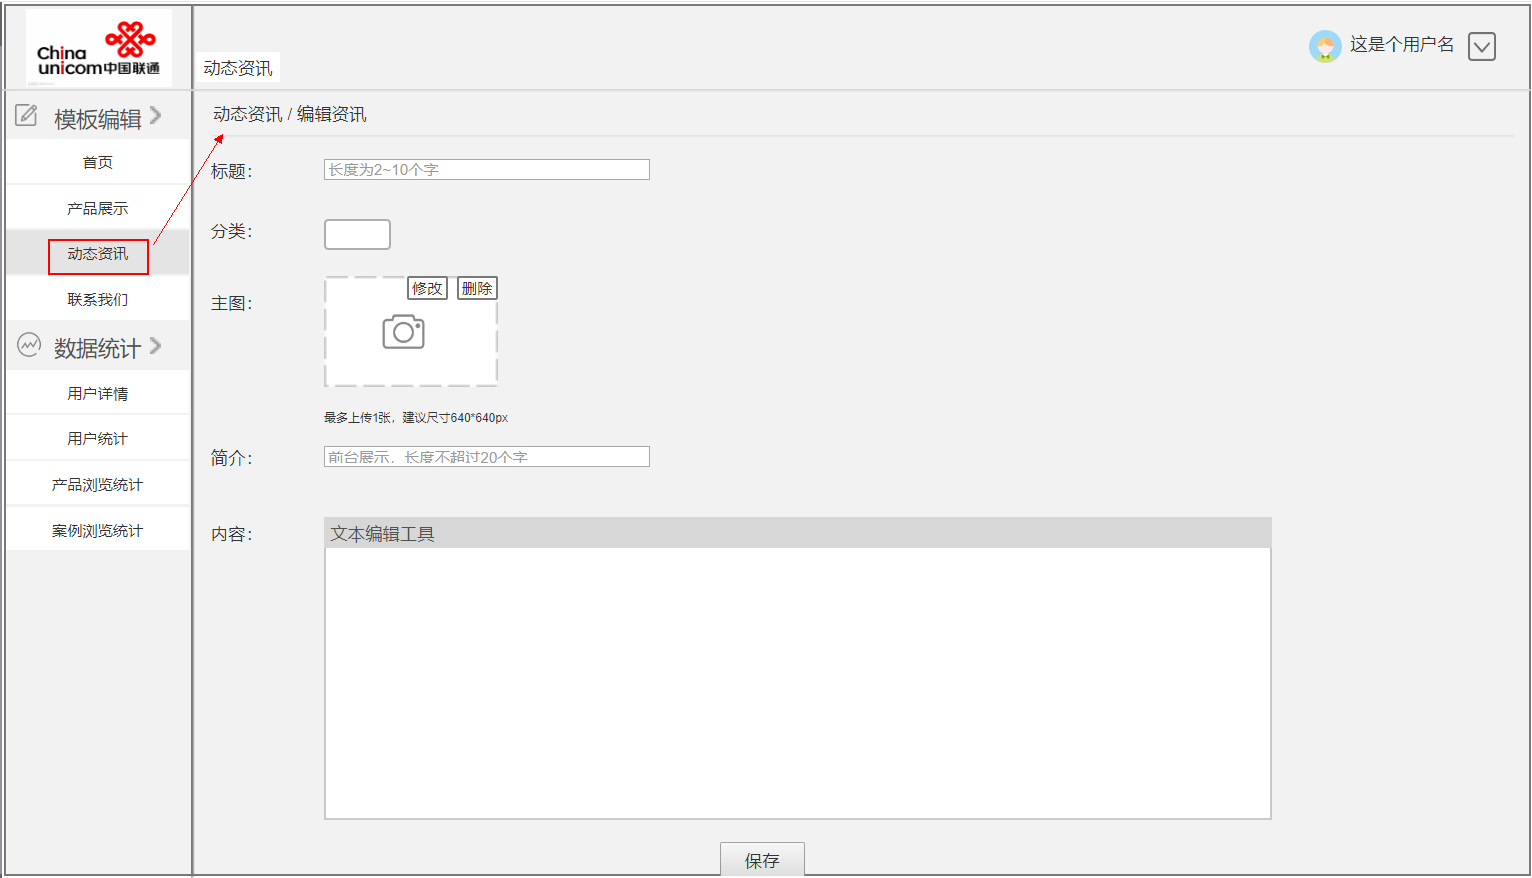 China
unicom中国联通
动态资讯
这是个用户名
模板编辑
首页
产品展示
动态资讯
联系我们
数据统计
用户详情
用户统计
产品浏览统计
案例浏览统计
动态资讯 / 编辑资讯
标题：
长度为2~10个字
分类：
主图：
修改 删除
最多上传1张，建议尺寸640*640px
简介：
前台展示，长度不超过20个字
内容：
文本编辑工具
保存